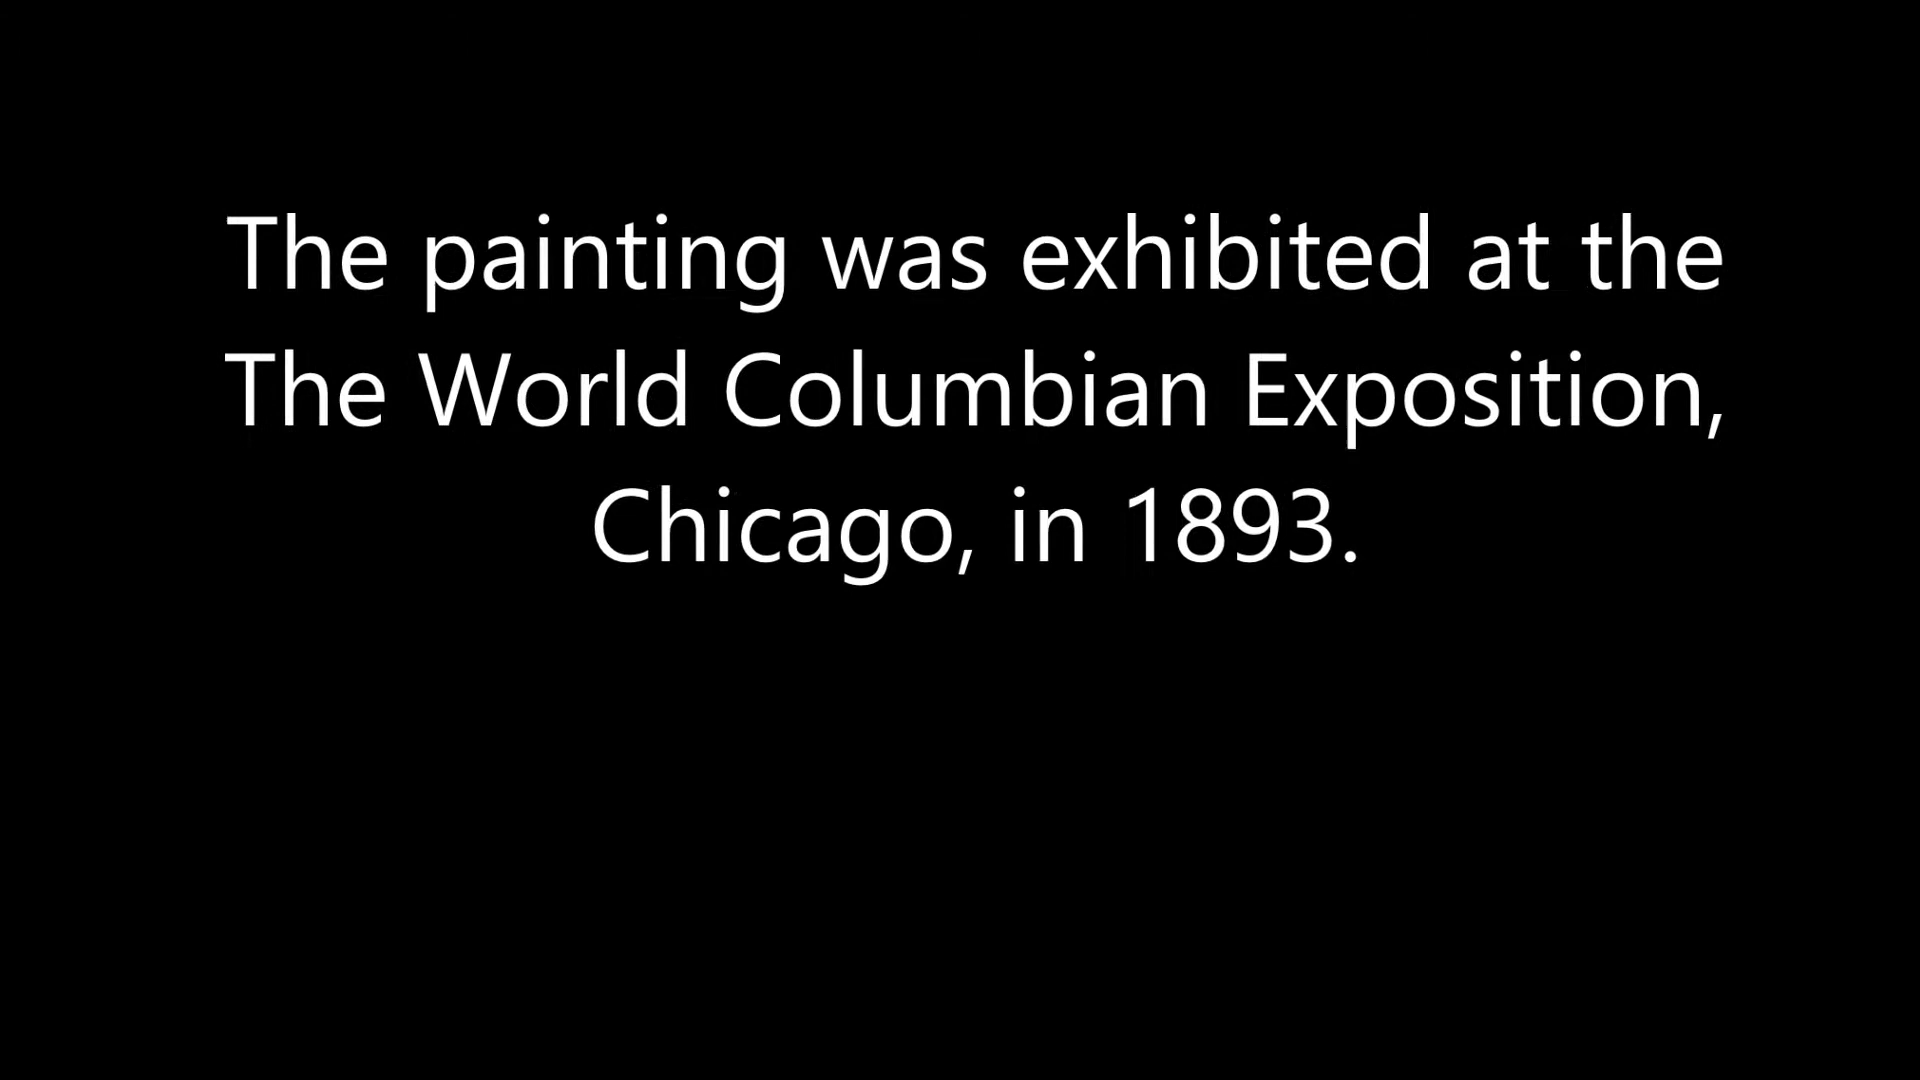 The painting was exhibited at the
The World Columbian Exposition,
Chicago, in 1893.